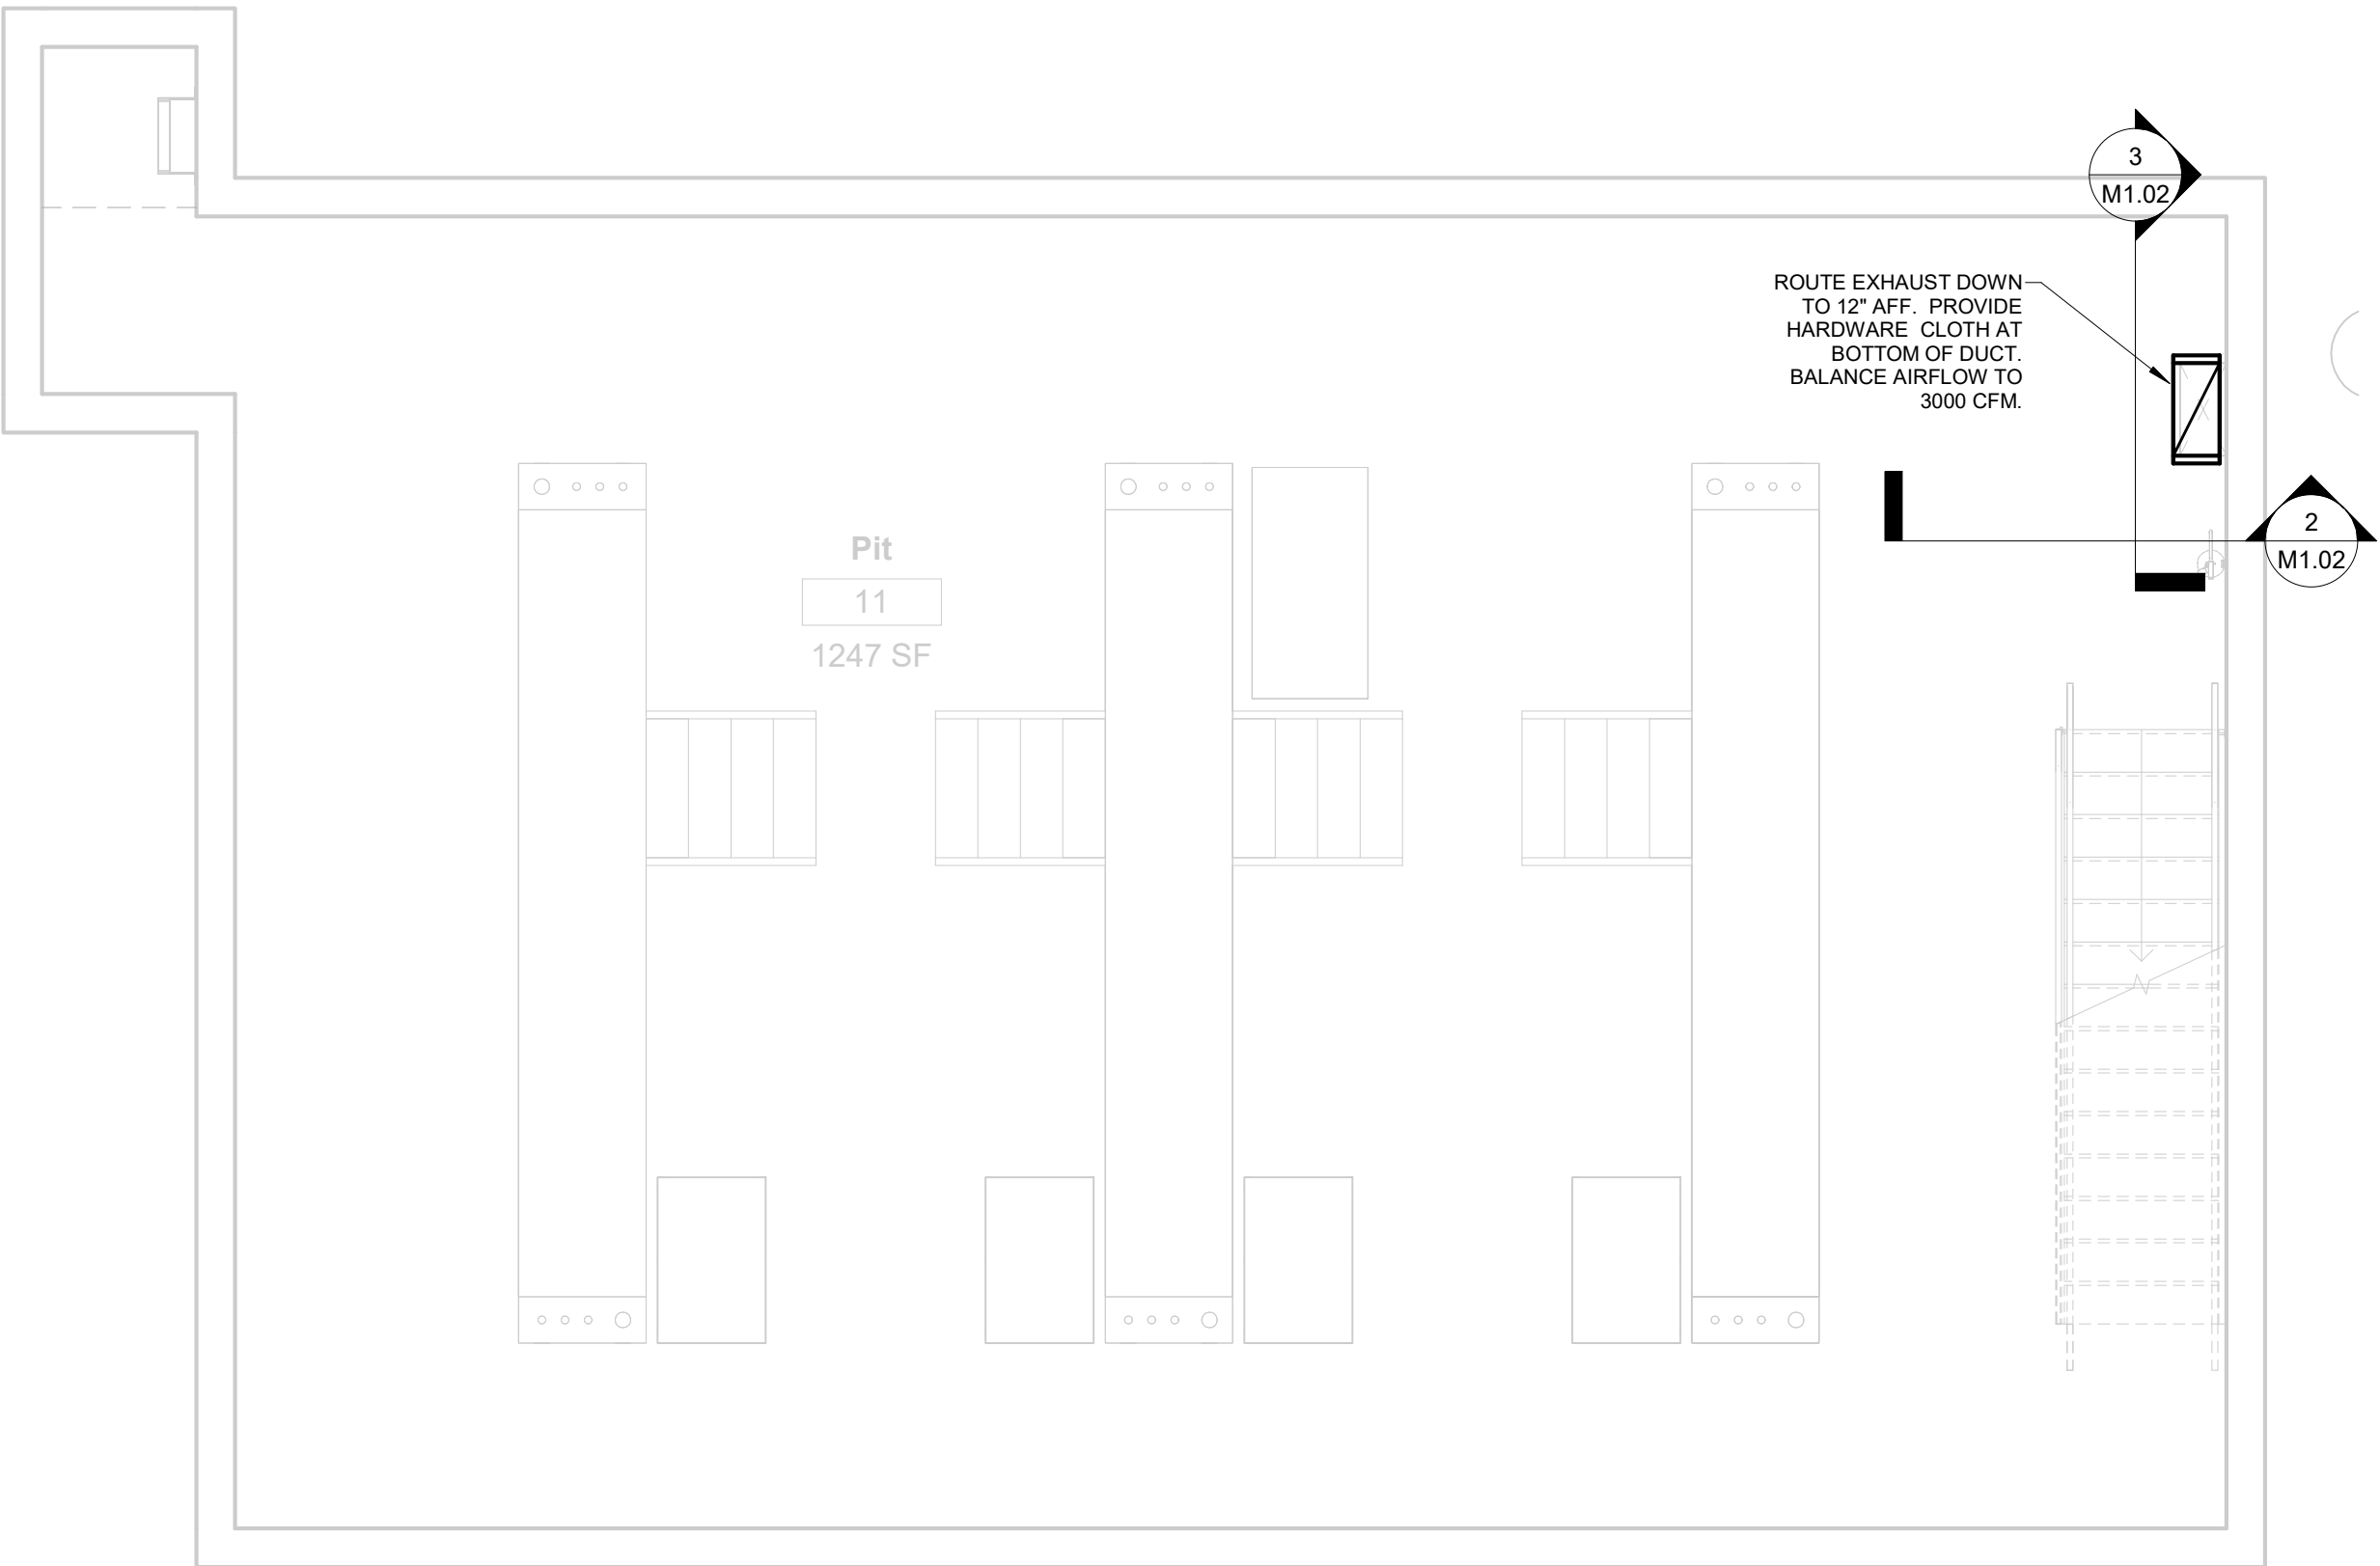 3
M1.02
ROUTE EXHAUST DOWN
TO 12" AFF.  PROVIDE
HARDWARE  CLOTH AT
BOTTOM OF DUCT.
BALANCE AIRFLOW TO
3000 CFM.
2
M1.02
Pit
11
1247 SF